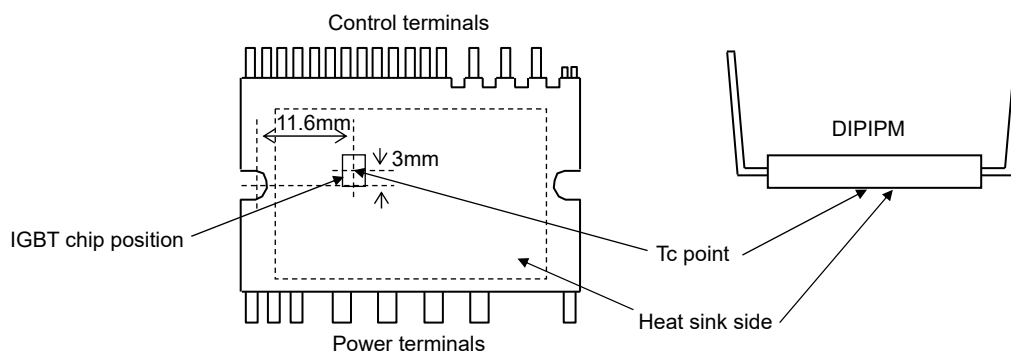 Control terminals
11.6mm
DIPIPM
3mm
IGBT chip position
Tc point
Heat sink side
Power terminals